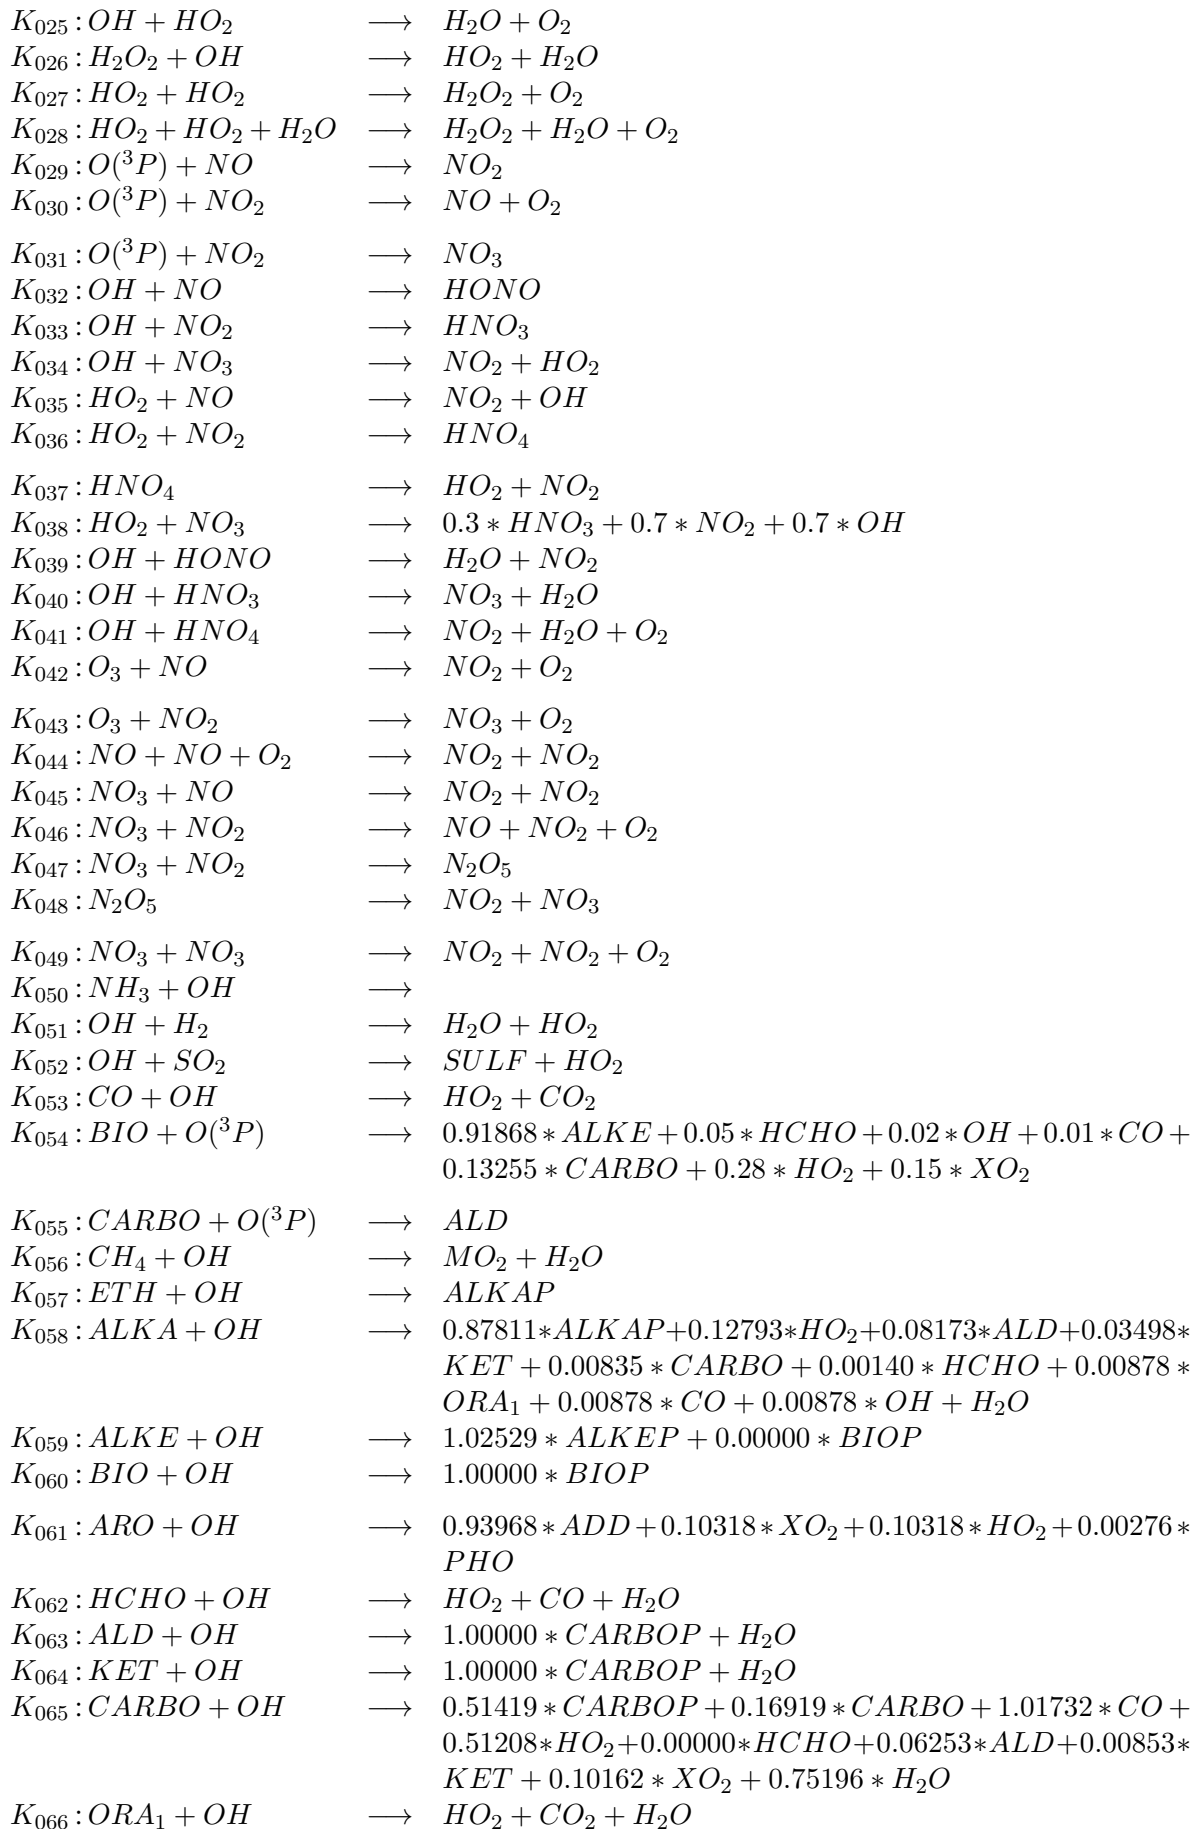 K₀₂₅ : OH + HO₂ ⟶ H₂O + O₂
K₀₂₆ : H₂O₂ + OH ⟶ HO₂ + H₂O
K₀₂₇ : HO₂ + HO₂ ⟶ H₂O₂ + O₂
K₀₂₈ : HO₂ + HO₂ + H₂O ⟶ H₂O₂ + H₂O + O₂
K₀₂₉ : O(³P) + NO ⟶ NO₂
K₀₃₀ : O(³P) + NO₂ ⟶ NO + O₂
K₀₃₁ : O(³P) + NO₂ ⟶ NO₃
K₀₃₂ : OH + NO ⟶ HONO
K₀₃₃ : OH + NO₂ ⟶ HNO₃
K₀₃₄ : OH + NO₃ ⟶ NO₂ + HO₂
K₀₃₅ : HO₂ + NO ⟶ NO₂ + OH
K₀₃₆ : HO₂ + NO₂ ⟶ HNO₄
K₀₃₇ : HNO₄ ⟶ HO₂ + NO₂
K₀₃₈ : HO₂ + NO₃ ⟶ 0.3 * HNO₃ + 0.7 * NO₂ + 0.7 * OH
K₀₃₉ : OH + HONO ⟶ H₂O + NO₂
K₀₄₀ : OH + HNO₃ ⟶ NO₃ + H₂O
K₀₄₁ : OH + HNO₄ ⟶ NO₂ + H₂O + O₂
K₀₄₂ : O₃ + NO ⟶ NO₂ + O₂
K₀₄₃ : O₃ + NO₂ ⟶ NO₃ + O₂
K₀₄₄ : NO + NO + O₂ ⟶ NO₂ + NO₂
K₀₄₅ : NO₃ + NO ⟶ NO₂ + NO₂
K₀₄₆ : NO₃ + NO₂ ⟶ NO + NO₂ + O₂
K₀₄₇ : NO₃ + NO₂ ⟶ N₂O₅
K₀₄₈ : N₂O₅ ⟶ NO₂ + NO₃
K₀₄₉ : NO₃ + NO₃ ⟶ NO₂ + NO₂ + O₂
K₀₅₀ : NH₃ + OH ⟶
K₀₅₁ : OH + H₂ ⟶ H₂O + HO₂
K₀₅₂ : OH + SO₂ ⟶ SULF + HO₂
K₀₅₃ : CO + OH ⟶ HO₂ + CO₂
K₀₅₄ : BIO + O(³P) ⟶ 0.91868 * ALKE + 0.05 * HCHO + 0.02 * OH + 0.01 * CO +
0.13255 * CARBO + 0.28 * HO₂ + 0.15 * XO₂
K₀₅₅ : CARBO + O(³P) ⟶ ALD
K₀₅₆ : CH₄ + OH ⟶ MO₂ + H₂O
K₀₅₇ : ETH + OH ⟶ ALKAP
K₀₅₈ : ALKA + OH ⟶ 0.87811 * ALKAP + 0.12793 * HO₂ + 0.08173 * ALD + 0.03498 *
KET + 0.00835 * CARBO + 0.00140 * HCHO + 0.00878 *
ORA₁ + 0.00878 * CO + 0.00878 * OH + H₂O
K₀₅₉ : ALKE + OH ⟶ 1.02529 * ALKEP + 0.00000 * BIOP
K₀₆₀ : BIO + OH ⟶ 1.00000 * BIOP
K₀₆₁ : ARO + OH ⟶ 0.93968 * ADD + 0.10318 * XO₂ + 0.10318 * HO₂ + 0.00276 *
PHO
K₀₆₂ : HCHO + OH ⟶ HO₂ + CO + H₂O
K₀₆₃ : ALD + OH ⟶ 1.00000 * CARBOP + H₂O
K₀₆₄ : KET + OH ⟶ 1.00000 * CARBOP + H₂O
K₀₆₅ : CARBO + OH ⟶ 0.51419 * CARBOP + 0.16919 * CARBO + 1.01732 * CO +
0.51208 * HO₂ + 0.00000 * HCHO + 0.06253 * ALD + 0.00853 *
KET + 0.10162 * XO₂ + 0.75196 * H₂O
K₀₆₆ : ORA₁ + OH ⟶ HO₂ + CO₂ + H₂O